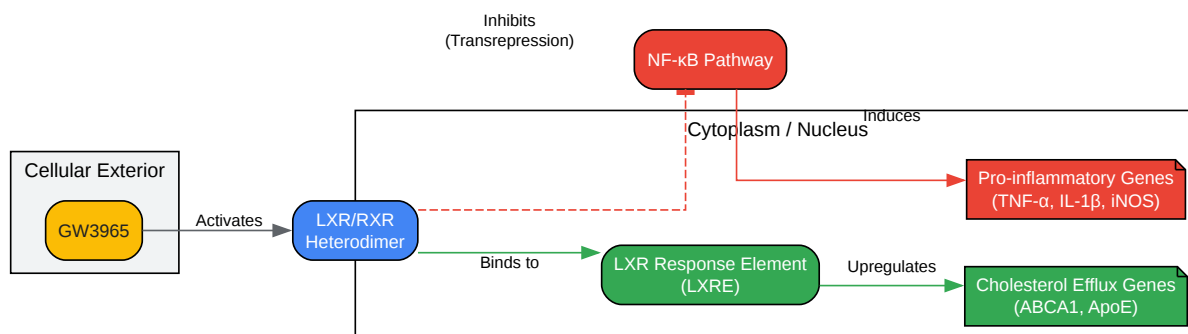 Inhibits
(Transrepression)
NF-κB Pathway
Induces
Cytoplasm / Nucleus
Cellular Exterior
GW3965
Activates
LXR/RXR
Heterodimer
Pro-inflammatory Genes
(TNF-α, IL-1β, iNOS)
Binds to
LXR Response Element
(LXRE)
Upregulates
Cholesterol Efflux Genes
(ABCA1, ApoE)